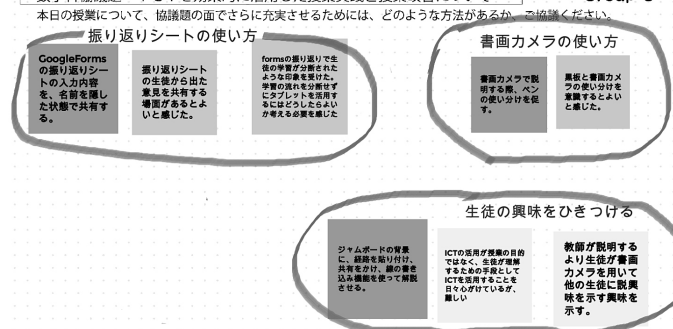 本日の授業について、協議題の面でさらに充実させるためには、どのような方法があるか、ご協議ください。
振り返りシートの使い方
GoogleForms
の振り返りシー
トの入力内容
を、名前を隠し
た状態で共有す
る。
振り返りシート
の生徒から出た
意見を共有する
場面があるとよ
いと感じた。
formsの振り返りで生
徒の学習が分断された
ような印象を受けた。
学習の流れを分断せず
にタブレットを活用す
るにはどうしたらよい
か考える必要を感じた
書画カメラの使い方
書画カメラで説
明する際、ペン
の使い分けを促
す。
黒板と書画カメ
ラの使い分けを
意識するとよい
と感じた。
生徒の興味をひきつける
ジャムボードの背景
に、経路を貼り付け、
共有をかけ、線の書き
込み機能を使って解説
させる。
ICTの活用が授業の目的
ではなく、生徒が理解
するための手段として
ICTを活用することを
日々心がけているが、
難しい
教師が説明する
より生徒が書画
カメラを用いて
他の生徒に説興
味を示す興味を
示す。